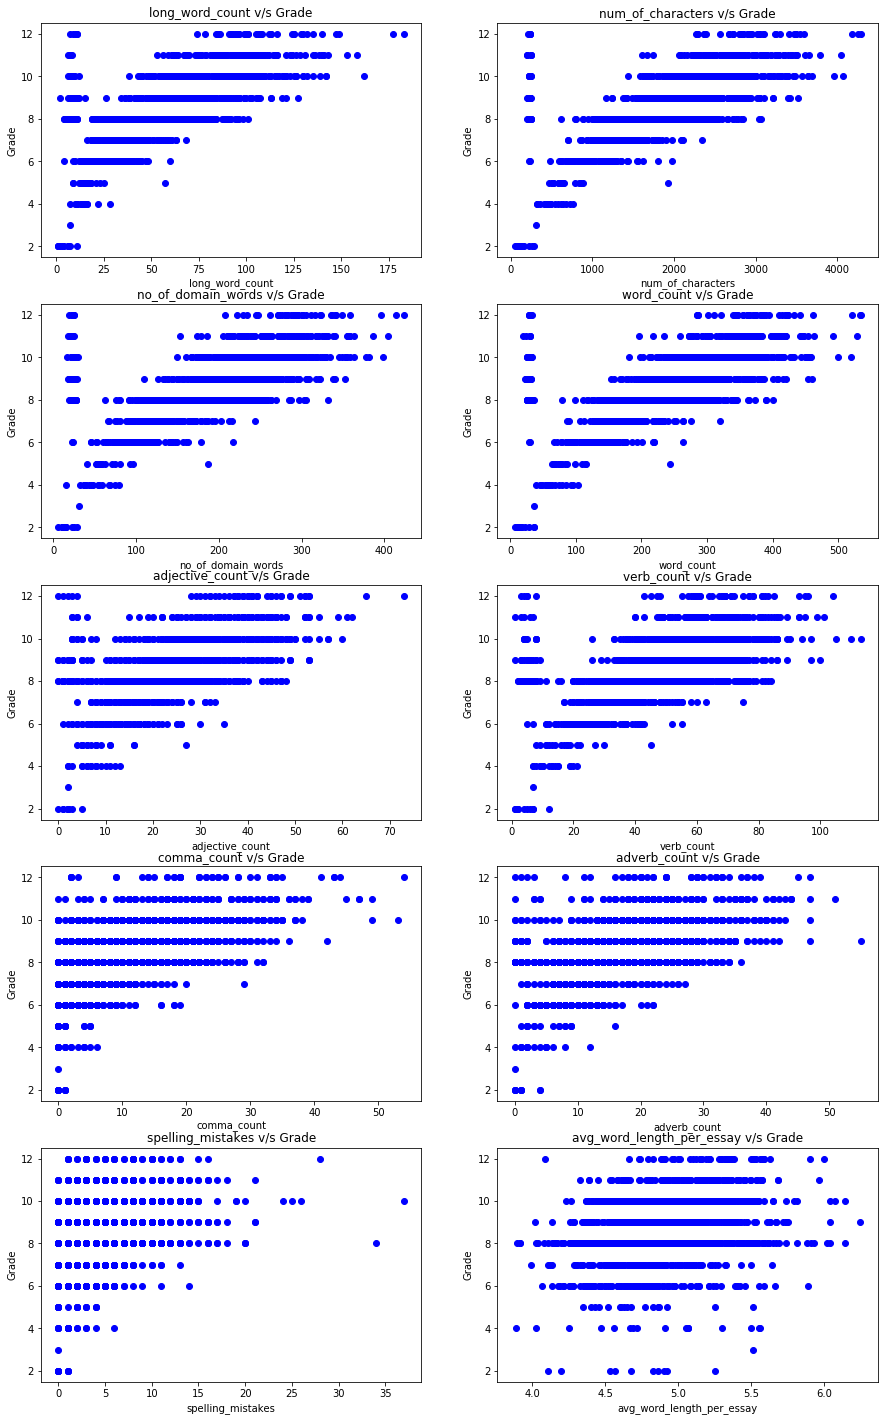 long_word_count v/s Grade
12
10
8
6
4
2
Grade
0 25 50 75 100 125 150 175
long_word_count
num_of_characters v/s Grade
12
10
8
6
4
2
Grade
0 1000 2000 3000 4000
num_of_characters
no_of_domain_words v/s Grade
12
10
8
6
4
2
Grade
0 100 200 300 400
no_of_domain_words
word_count v/s Grade
12
10
8
6
4
2
Grade
0 100 200 300 400 500
word_count
adjective_count v/s Grade
12
10
8
6
4
2
Grade
0 10 20 30 40 50 60 70
adjective_count
verb_count v/s Grade
12
10
8
6
4
2
Grade
0 20 40 60 80 100
verb_count
comma_count v/s Grade
12
10
8
6
4
2
Grade
0 10 20 30 40 50
comma_count
adverb_count v/s Grade
12
10
8
6
4
2
Grade
0 10 20 30 40 50
adverb_count
spelling_mistakes v/s Grade
12
10
8
6
4
2
Grade
0 5 10 15 20 25 30 35
spelling_mistakes
avg_word_length_per_essay v/s Grade
12
10
8
6
4
2
Grade
4.0 4.5 5.0 5.5 6.0
avg_word_length_per_essay